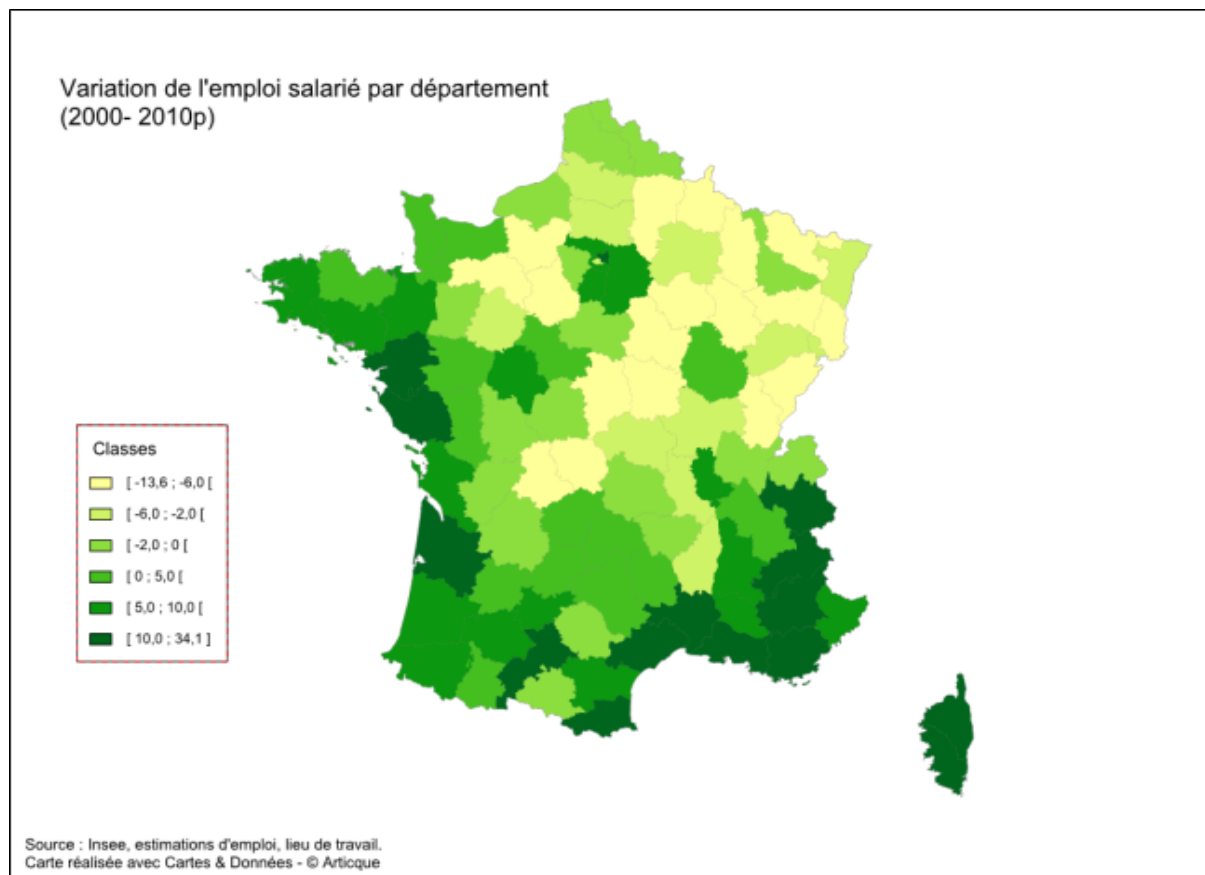 Variation de l'emploi salarié par département
(2000- 2010p)
Classes
[ -13,6 ; -6,0 [
[ -6,0 ; -2,0 [
[ -2,0 ; 0 [
[ 0 ; 5,0 [
[ 5,0 ; 10,0 [
[ 10,0 ; 34,1 ]
Source : Insee, estimations d'emploi, lieu de travail.
Carte réalisée avec Cartes & Données - © Articque